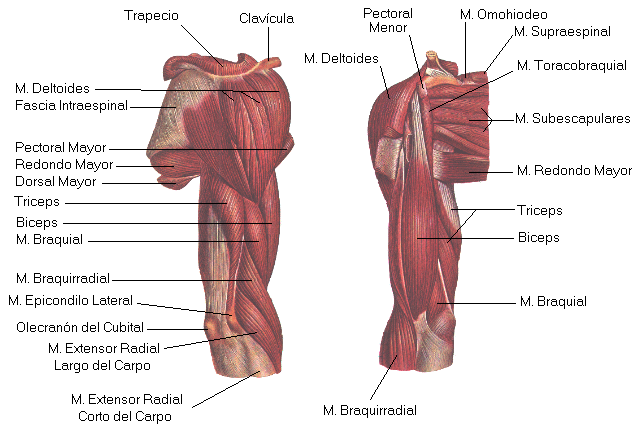 Trapecio
Clavícula
M. Deltoides
Fascia Intraespinal
Pectoral Mayor
Redondo Mayor
Dorsal Mayor
Triceps
Biceps
M. Braquial
M. Braquirradial
M. Epicondilo Lateral
Olecranón del Cubital
M. Extensor Radial
Largo del Carpo
M. Extensor Radial
Corto del Carpo
Pectoral
Menor
M. Omohiodeo
M. Supraespinal
M. Deltoides
M. Toracobraquial
M. Subescapulares
M. Redondo Mayor
Triceps
Biceps
M. Braquial
M. Braquirradial